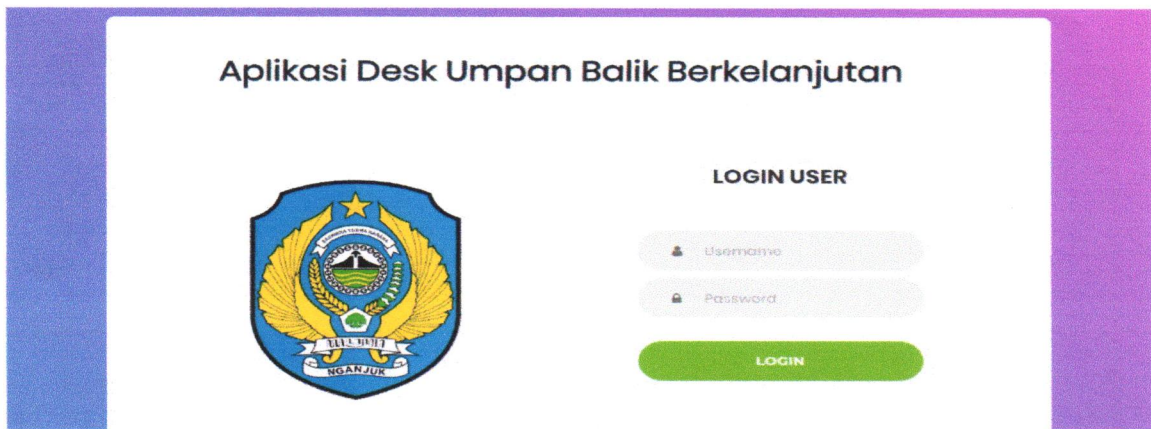 Aplikasi Desk Umpan Balik Berkelanjutan
LOGIN USER
Username
Password
LOGIN
NGANJUK